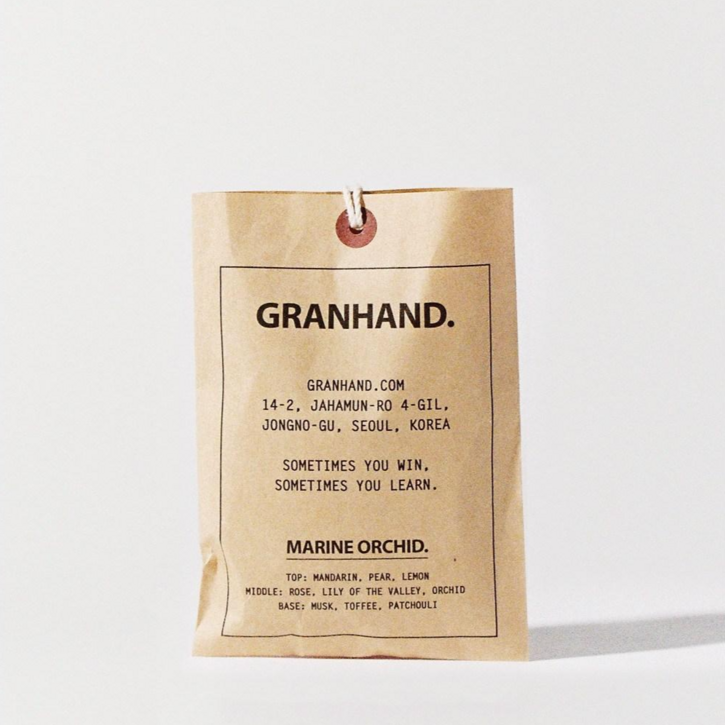 GRANHAND.
GRANHAND.COM
14-2, JAHAMUN-RO 4-GIL,
JONGNO-GU, SEOUL, KOREA
SOMETIMES YOU WIN,
SOMETIMES YOU LEARN.
MARINE ORCHID.
TOP: MANDARIN, PEAR, LEMON
MIDDLE: ROSE, LILY OF THE VALLEY, ORCHID
BASE: MUSK, TOFFEE, PATCHOULI